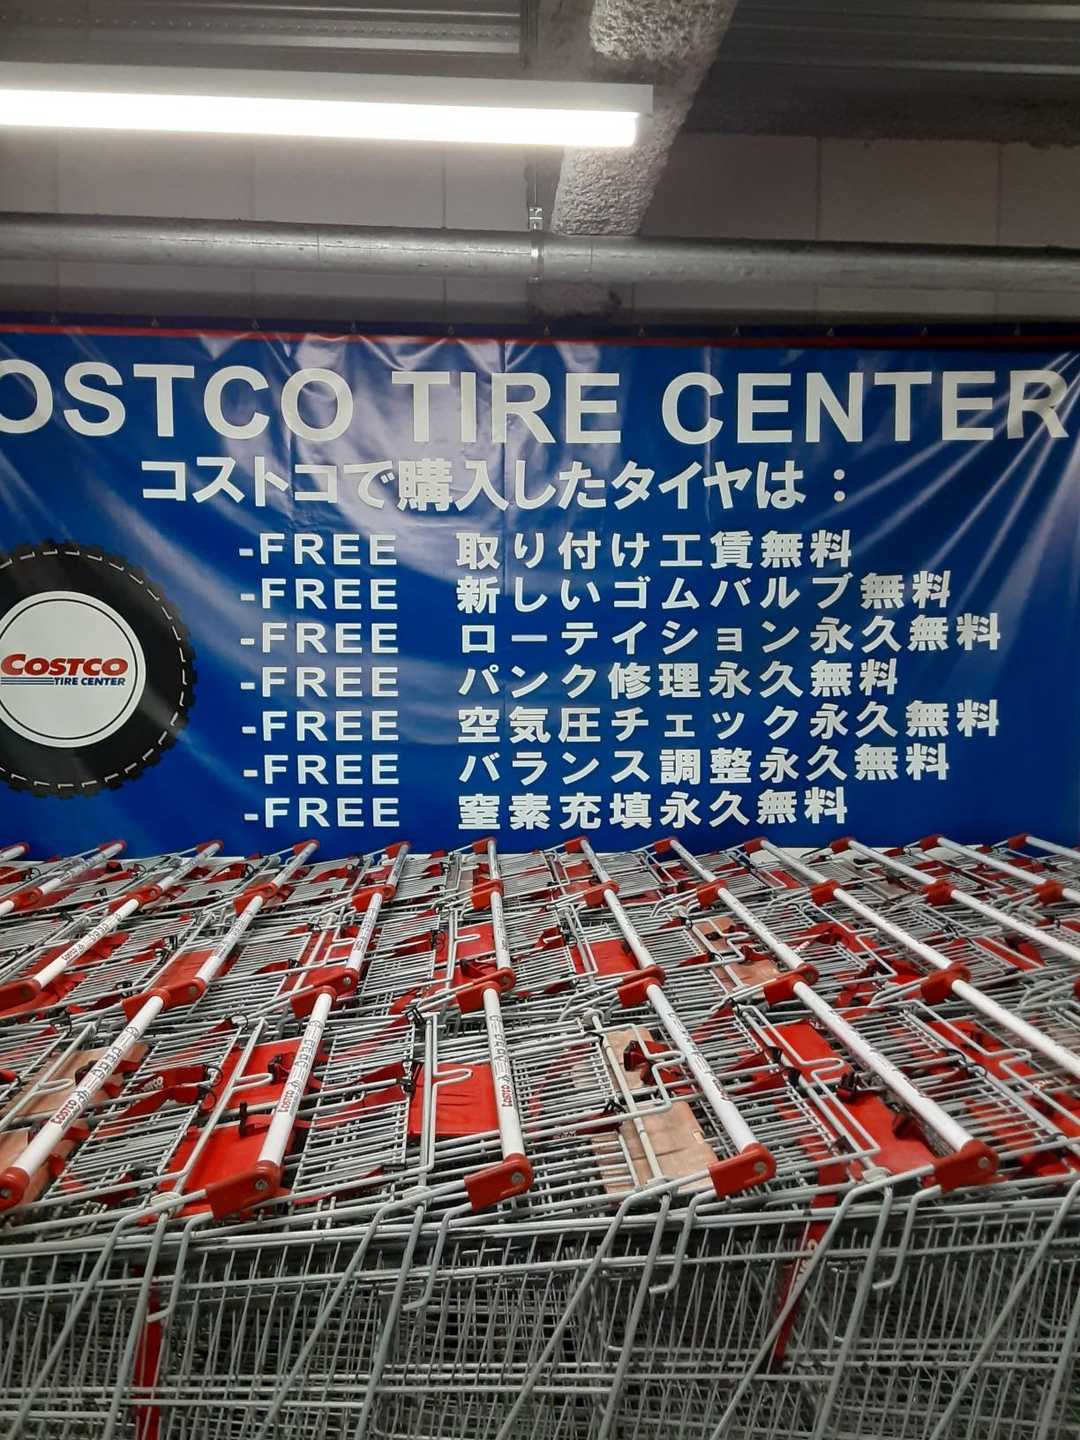 OSTCO TIRE CENTER
コストコで購入したタイヤは：
-FREE 取り付け工賃無料
-FREE 新しいゴムバルブ無料
-FREE ローテイション永久無料
-FREE パンク修理永久無料
-FREE 空気圧チェック永久無料
-FREE バランス調整永久無料
-FREE 窒素充填永久無料
COSTCO
TIRE CENTER